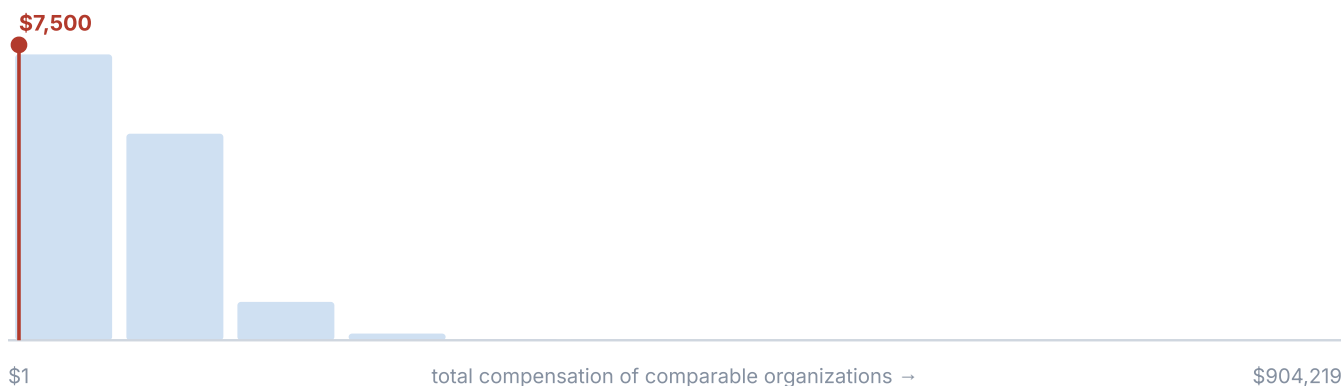 $7,500
$1 total compensation of comparable organizations → $904,219